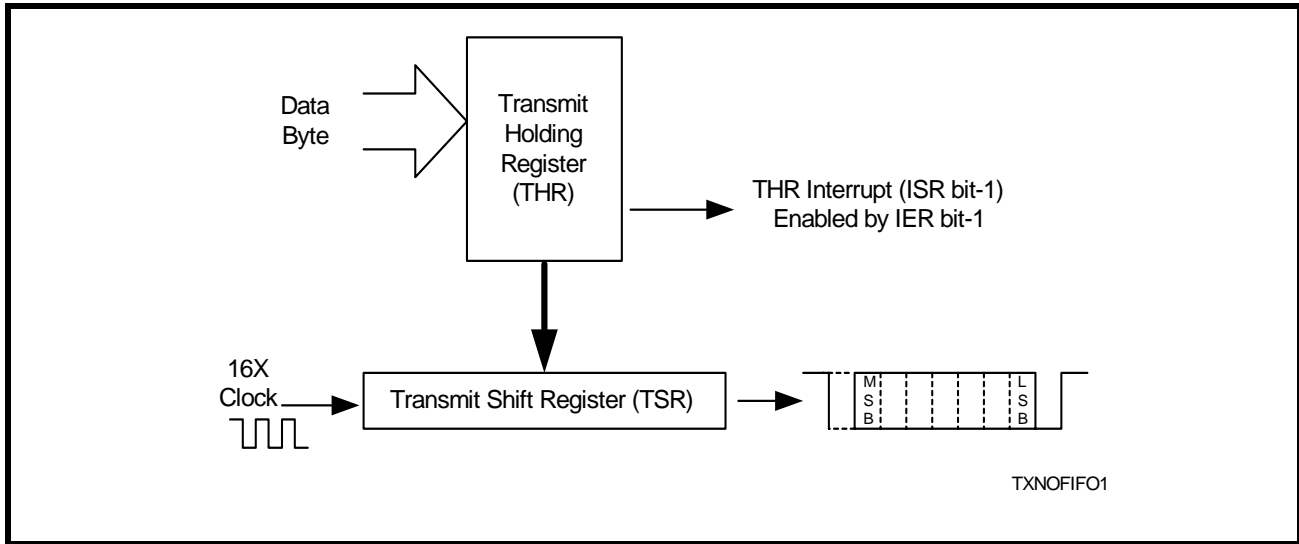 Data
Byte
Transmit
Holding
Register
(THR)
THR Interrupt (ISR bit-1)
Enabled by IER bit-1
16X
Clock
Transmit Shift Register (TSR)
M
S
B
L
S
B
TXNOFIFO1